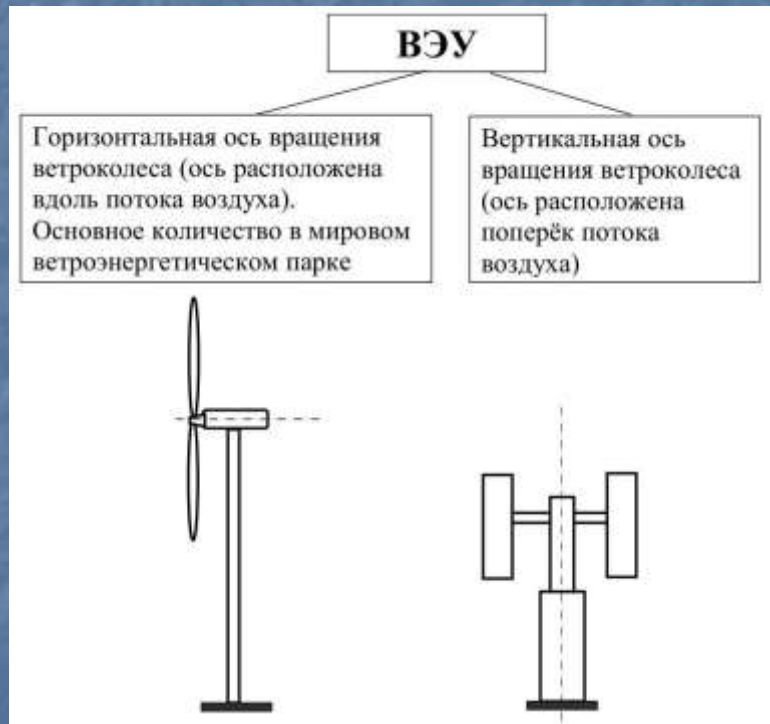 ВЭУ
Горизонтальная ось вращения
ветроколеса (ось расположена
вдоль потока воздуха).
Основное количество в мировом
ветроэнергетическом парке
Вертикальная ось
вращения ветроколеса
(ось расположена
поперёк потока
воздуха)